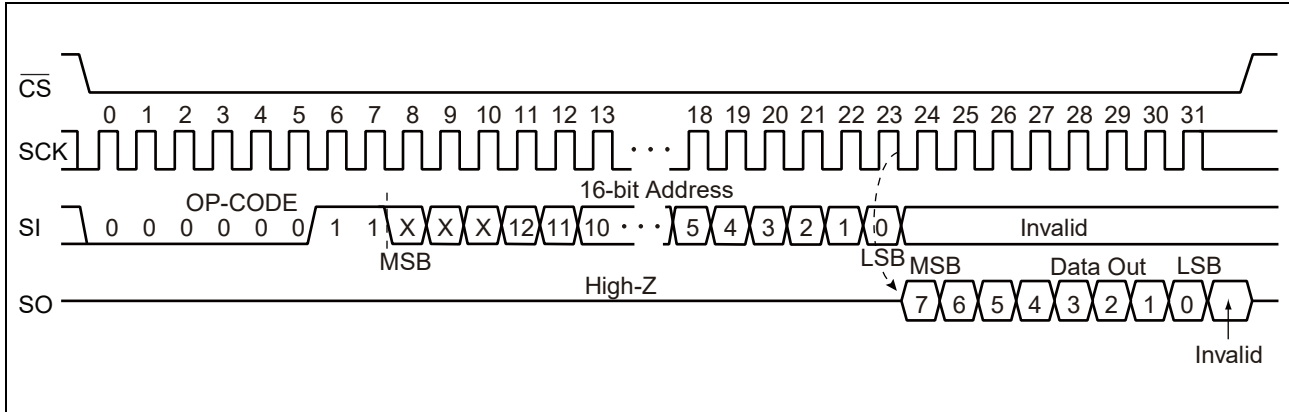 CS
0 1 2 3 4 5 6 7 8 9 10 11 12 13 18 19 20 21 22 23 24 25 26 27 28 29 30 31
SCK · · ·
OP-CODE 16-bit Address
SI 0 0 0 0 0 0 1 1 X X X 12 11 10 · · · 5 4 3 2 1 0 Invalid
MSB LSB MSB Data Out LSB
High-Z
SO 7 6 5 4 3 2 1 0
Invalid